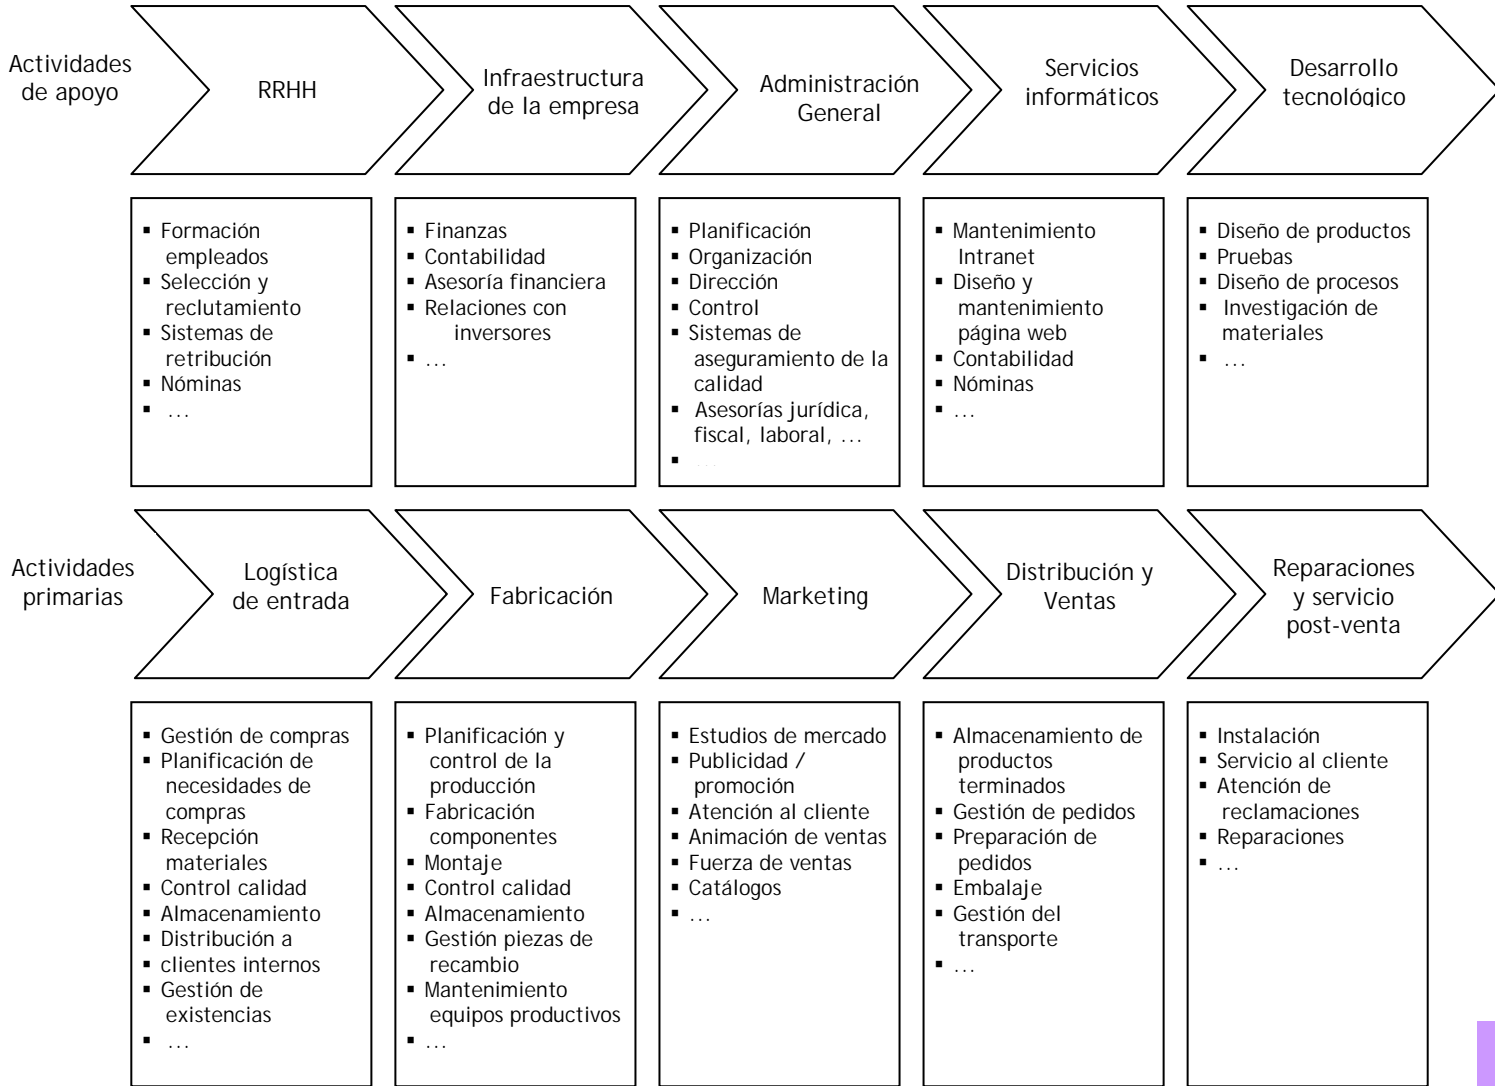 Actividades
de apoyo
RRHH
Infraestructura
de la empresa
Administración
General
Servicios
informáticos
Desarrollo
tecnológico
▪ Formación
empleados
▪ Selección y
reclutamiento
▪ Sistemas de
retribución
▪ Nóminas
▪ ...
▪ Finanzas
▪ Contabilidad
▪ Asesoría financiera
▪ Relaciones con
inversores
▪ ...
▪ Planificación
▪ Organización
▪ Dirección
▪ Control
▪ Sistemas de
aseguramiento de la
calidad
▪ Asesorías jurídica,
fiscal, laboral, ...
▪ ...
▪ Mantenimiento
Intranet
▪ Diseño y
mantenimiento
página web
▪ Contabilidad
▪ Nóminas
▪ ...
▪ Diseño de productos
▪ Pruebas
▪ Diseño de procesos
▪ Investigación de
materiales
▪ ...
Actividades
primarias
Logística
de entrada
Fabricación
Marketing
Distribución y
Ventas
Reparaciones
y servicio
post-venta
▪ Gestión de compras
▪ Planificación de
necesidades de
compras
▪ Recepción
materiales
▪ Control calidad
▪ Almacenamiento
▪ Distribución a
▪ clientes internos
▪ Gestión de
existencias
▪ ...
▪ Planificación y
control de la
producción
▪ Fabricación
componentes
▪ Montaje
▪ Control calidad
▪ Almacenamiento
▪ Gestión piezas de
recambio
▪ Mantenimiento
equipos productivos
▪ ...
▪ Estudios de mercado
▪ Publicidad /
promoción
▪ Atención al cliente
▪ Animación de ventas
▪ Fuerza de ventas
▪ Catálogos
▪ ...
▪ Almacenamiento de
productos
terminados
▪ Gestión de pedidos
▪ Preparación de
pedidos
▪ Embalaje
▪ Gestión del
transporte
▪ ...
▪ Instalación
▪ Servicio al cliente
▪ Atención de
reclamaciones
▪ Reparaciones
▪ ...